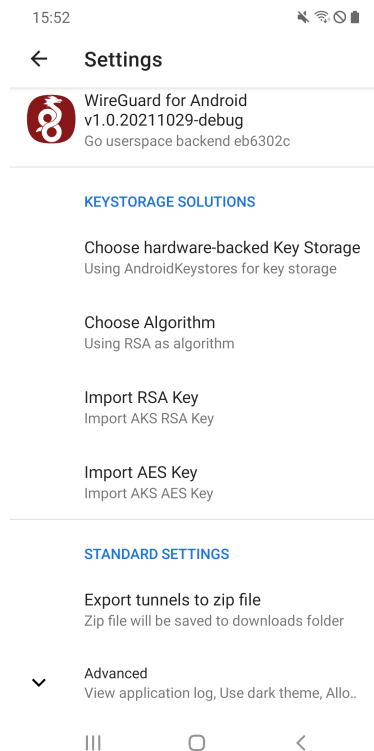 15:52
Settings
WireGuard for Android
v1.0.20211029-debug
Go userspace backend eb6302c
KEYSTORAGE SOLUTIONS
Choose hardware-backed Key Storage
Using AndroidKeystores for key storage
Choose Algorithm
Using RSA as algorithm
Import RSA Key
Import AKS RSA Key
Import AES Key
Import AKS AES Key
STANDARD SETTINGS
Export tunnels to zip file
Zip file will be saved to downloads folder
Advanced
View application log, Use dark theme, Allo..